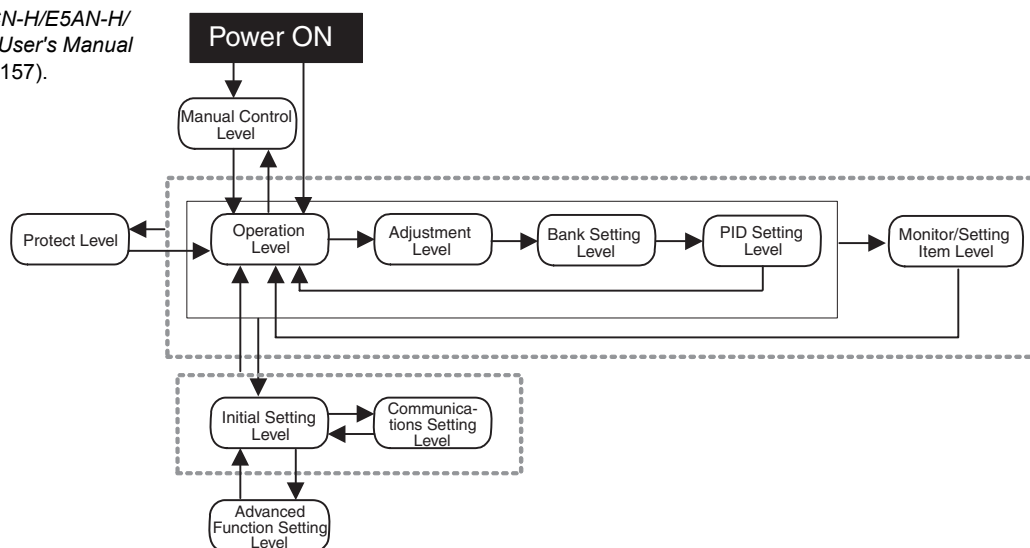 CN-H/E5AN-H/
User's Manual
157).
Power ON
Manual Control
Level
Protect Level
Operation
Level
Adjustment
Level
Bank Setting
Level
PID Setting
Level
Monitor/Setting
Item Level
Initial Setting
Level
Communica-
tions Setting
Level
Advanced
Function Setting
Level